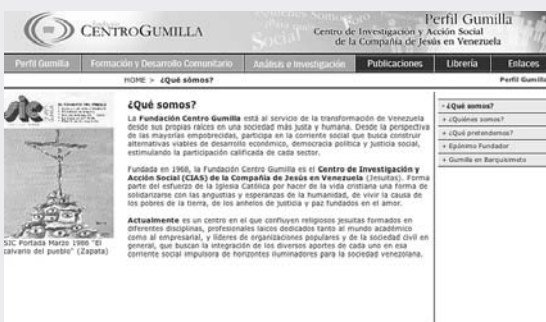 Perfil Gumilla
fundación
CENTROGUMILLA
Centro de Investigación y
Acción Social
de la Compañía de Jesús en Venezuela
Perfil Gumilla
Formación y Desarrollo Comunitario
Análisis e Investigación
Publicaciones
Librería
Enlaces
HOME > ¿Qué sómos?
Perfil Gumilla
¿Qué somos?
La Fundación Centro Gumilla está al servicio de la transformación de Venezuela
desde sus propias raíces en una sociedad más justa y humana. Desde la perspectiva
de las mayorías empobrecidas, participa en la corriente social que busca construir
alternativas viables de desarrollo económico, democracia política y justicia social,
estimulando la participación calificada de cada sector.
Fundada en 1968, la Fundación Centro Gumilla es el Centro de Investigación y
Acción Social (CIAS) de la Compañía de Jesús en Venezuela (Jesuitas). Forma
parte del esfuerzo de la Iglesia Católica por hacer de la vida cristiana una forma de
solidarizarse con las angustias y esperanzas de la humanidad, de vivir la causa de
los pobres de la tierra, de los anhelos de justicia y paz fundados en el amor.
Actualmente es un centro en el que confluyen religiosos jesuitas formados en
diferentes disciplinas, profesionales laicos dedicados tanto al mundo académico
como al empresarial, y líderes de organizaciones populares y de la sociedad civil en
general, que buscan la integración de los diversos aportes de cada uno en esa
corriente social impulsora de horizontes iluminadores para la sociedad venezolana.
sic
SIC Portada Marzo 1986 "El
calvario del pueblo" (Zapata)
- ¿Qué somos?
+ ¿Quiénes somos?
+ ¿Qué pretendemos?
+ Epónimo Fundador
+ Gumilla en Barquisimeto